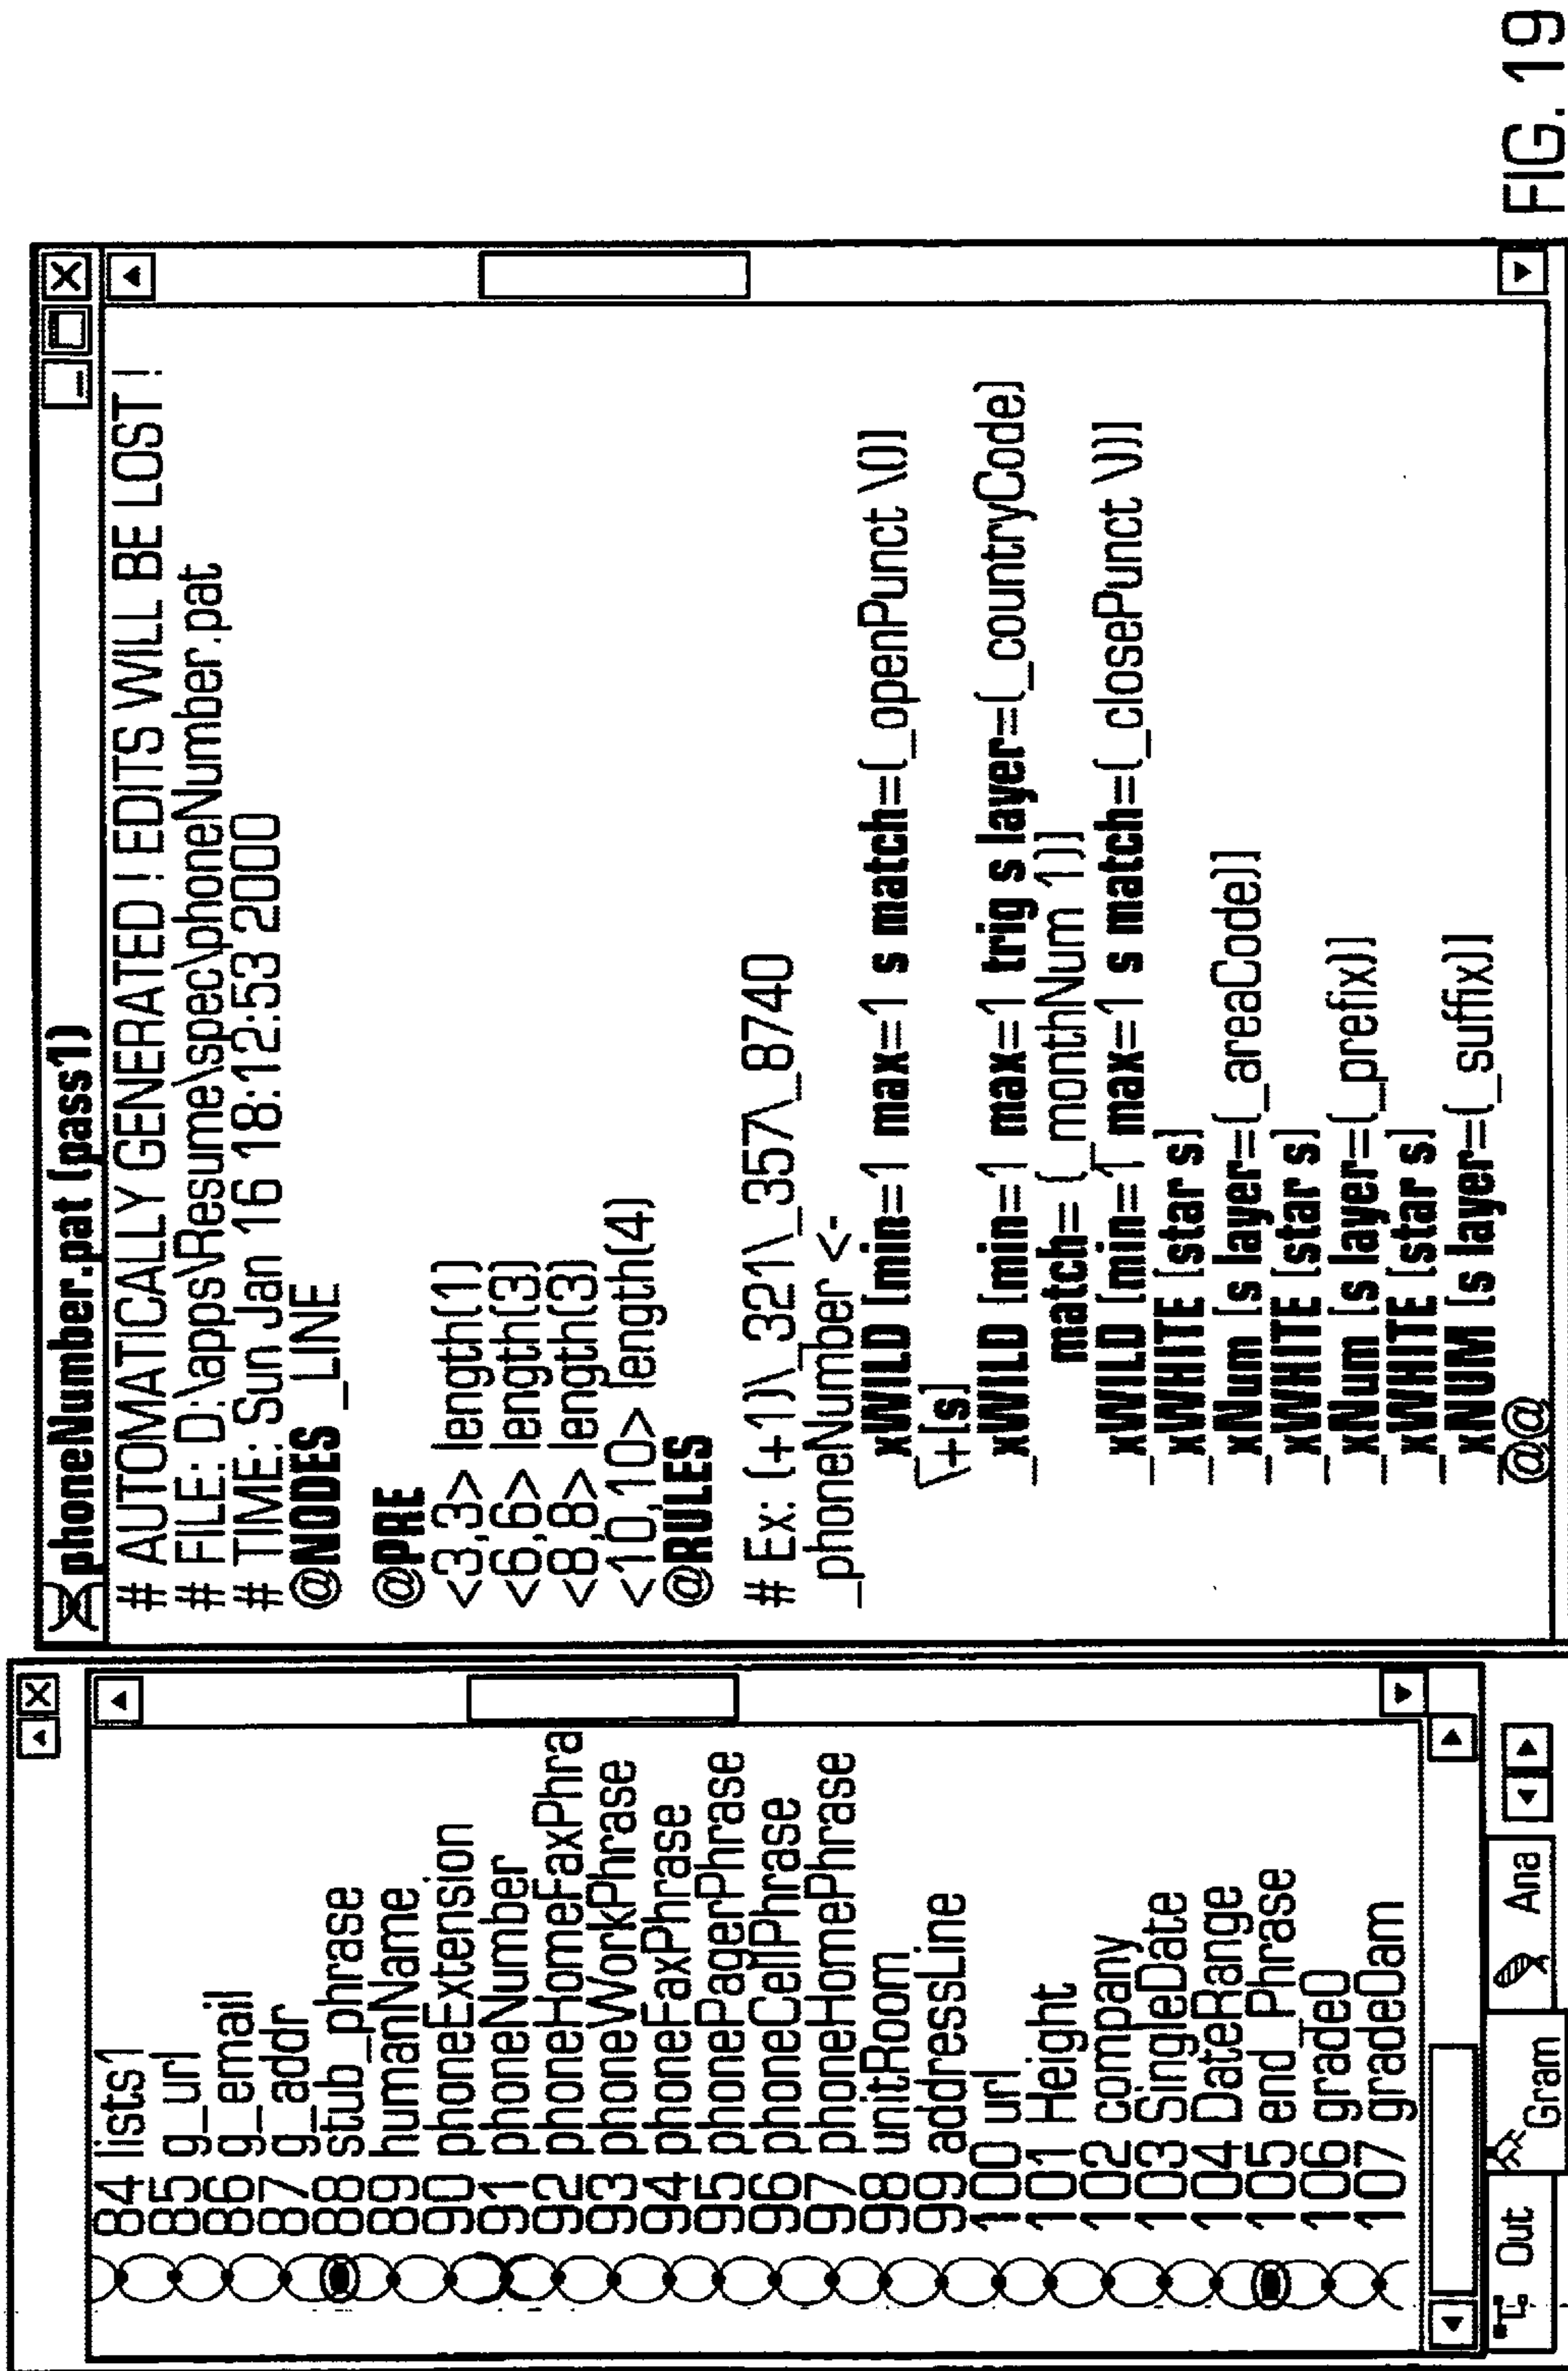 84 lists1
85 g_url
86 g_email
87 g_addr
88 stub_phrase
89 humanName
90 phoneExtension
91 phoneNumber
92 phoneHomeFaxPhra
93 phoneWorkPhrase
94 phoneFaxPhrase
95 phonePagerPhrase
96 phoneCellPhrase
97 phoneHomePhrase
98 unitRoom
99 addressLine
100 url
101 Height
102 company
103 SingleDate
104 DateRange
105 end_Phrase
106 gradeO
107 gradeOam
Out Gram Ana
phoneNumber.pat (pass1)
# AUTOMATICALLY GENERATED ! EDITS WILL BE LOST !
# FILE: D:\apps\Resume\spec\phoneNumber.pat
# TIME: Sun Jan 16 18:12:53 2000
@NODES _LINE
@PRE
<3,3> length(1)
<6,6> length(3)
<8,8> length(3)
<10,10> length(4)
@RULES
# Ex: (+1)\_321\_357\_8740
_phoneNumber <-
_xWILD [min=1 max=1 s match=(_openPunct \()]
\+[s]
_xWILD [min=1 max=1 trig s layer=(_countryCode)
match= (_monthNum 1)]
_xWILD [min=1 max=1 s match=(_closePunct \))]
_xWHITE [star s]
_xNum [s layer=(_areaCode)]
_xWHITE [star s]
_xNum [s layer=(_prefix)]
_xWHITE [star s]
_xNUM [s layer=(_suffix)]
@@
FIG. 19